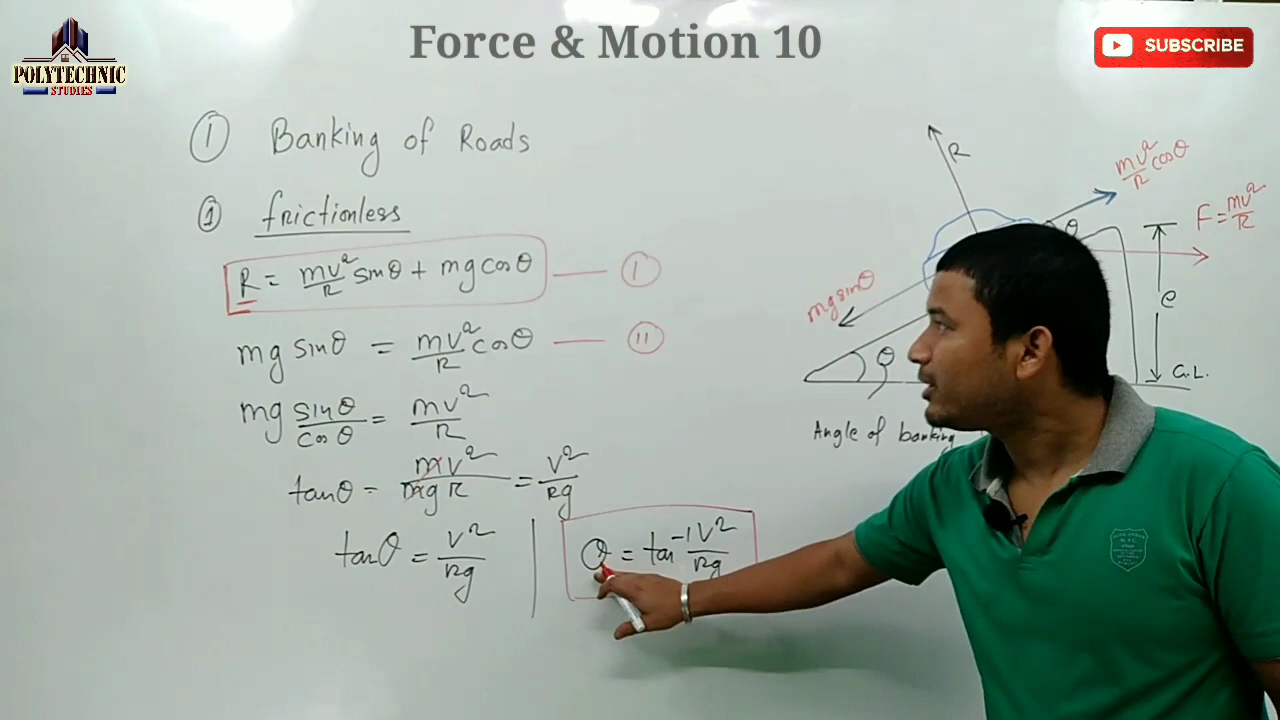 Force & Motion 10
SUBSCRIBE
POLYTECHNIC
STUDIES
① Banking of Roads
① frictionless
R = mv²/R sinθ + mg cosθ — Ⓘ
mg sinθ = mv²/R cosθ — ⑪
mg sinθ/cosθ = mv²/R
tanθ = mv²/mgR = v²/Rg
tanθ = v²/Rg | θ = tan⁻¹ v²/Rg
R
mv²/R cosθ
F = mv²/R
θ
mg sinθ
e
θ
G.L.
Angle of banking